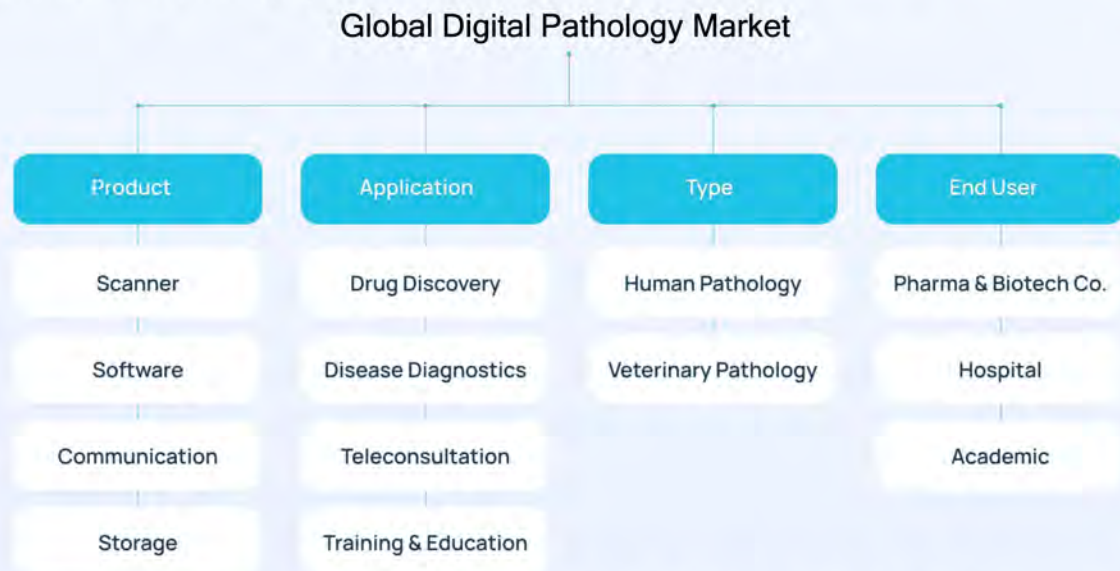 Global Digital Pathology Market
Product
Scanner
Software
Communication
Storage
Application
Drug Discovery
Disease Diagnostics
Teleconsultation
Training & Education
Type
Human Pathology
Veterinary Pathology
End User
Pharma & Biotech Co.
Hospital
Academic